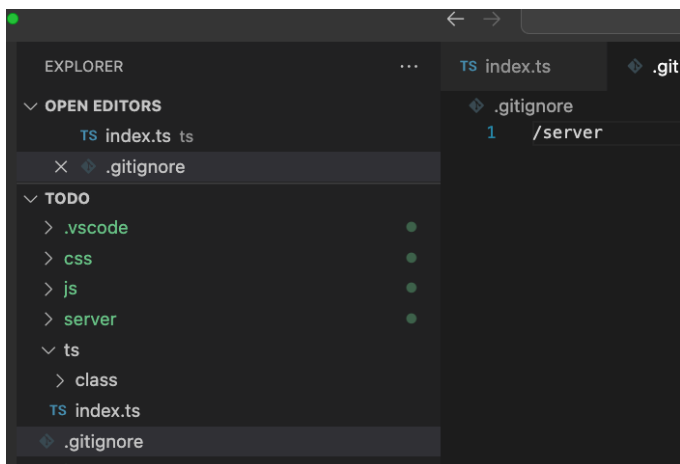 EXPLORER
OPEN EDITORS
TS index.ts ts
.gitignore
TODO
.vscode
css
js
server
ts
class
TS index.ts
.gitignore
TS index.ts .git
.gitignore
1 /server